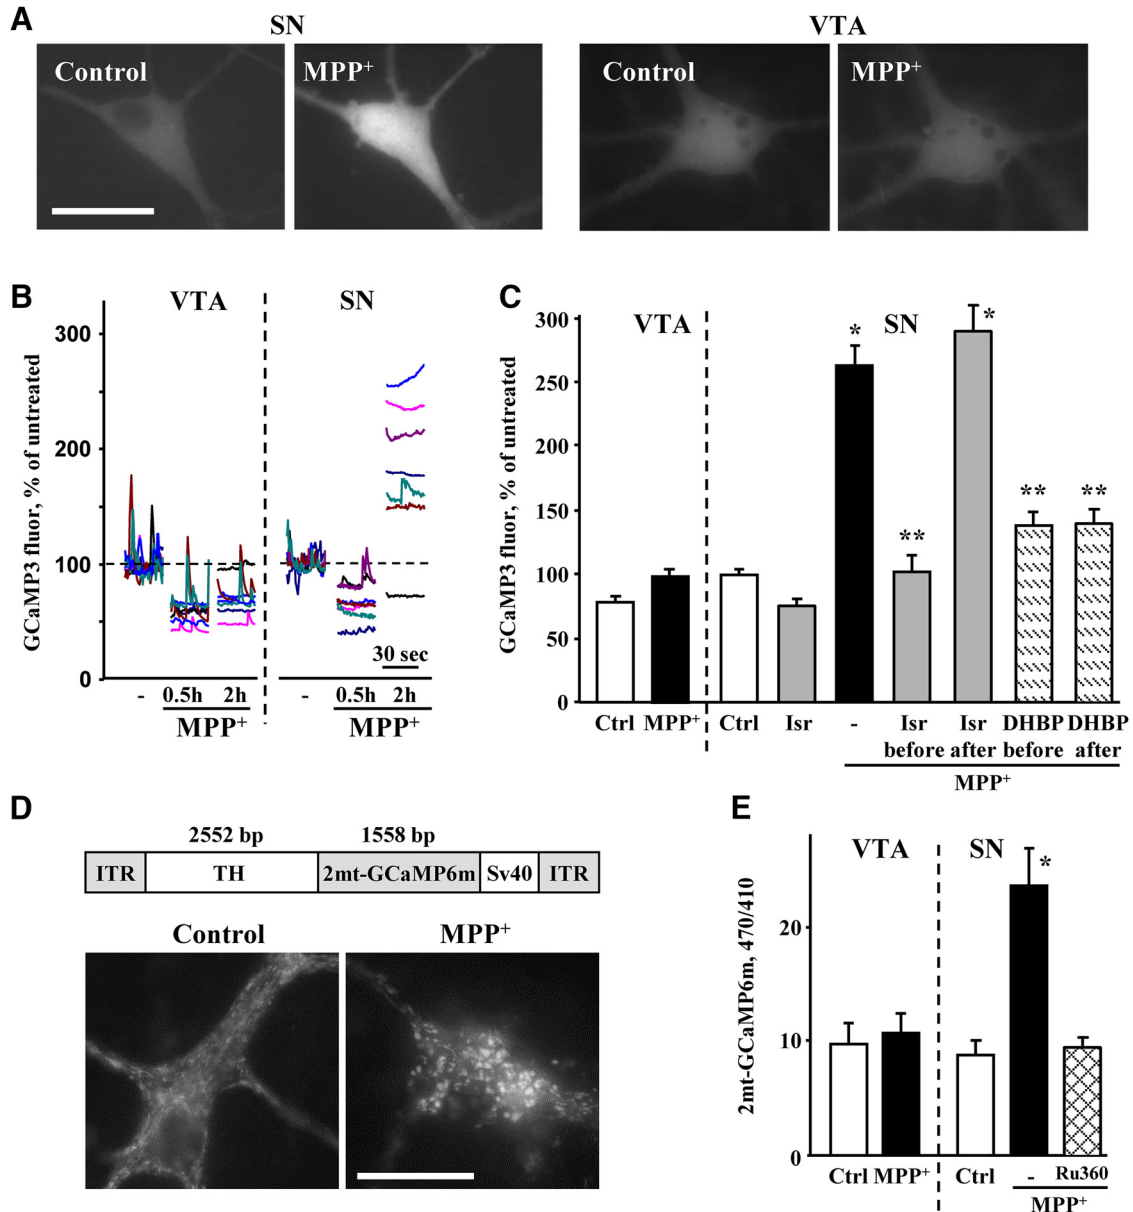 A
SN
VTA
Control
MPP⁺
Control
MPP⁺
B
VTA
SN
GCaMP3 fluor, % of untreated
300
200
100
0
30 sec
- 0.5h 2h
MPP⁺
- 0.5h 2h
MPP⁺
C
VTA
SN
GCaMP3 fluor, % of untreated
300
250
200
150
100
50
0
*
**
*
**
**
Ctrl MPP⁺ Ctrl Isr - Isr Isr DHBP DHBP
before after before after
MPP⁺
D
2552 bp 1558 bp
ITR TH 2mt-GCaMP6m Sv40 ITR
Control
MPP⁺
E
VTA
SN
2mt-GCaMP6m, 470/410
20
10
0
*
Ctrl MPP⁺ Ctrl - Ru360
MPP⁺